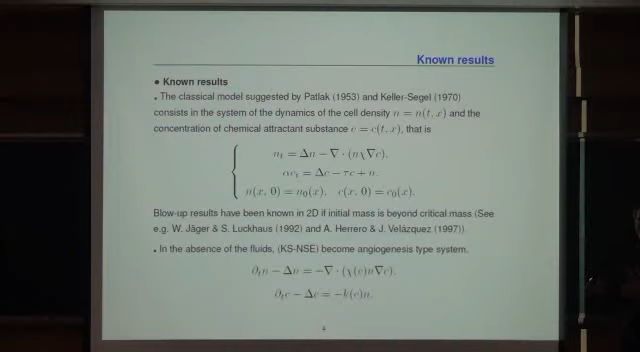 Known results
• Known results
• The classical model suggested by Patlak (1953) and Keller-Segel (1970)
consists in the system of the dynamics of the cell density n = n(t, x) and the
concentration of chemical attractant substance c = c(t, x), that is
n_t = Δn − ∇ · (nχ∇c),
αc_t = Δc − τc + n,
n(x, 0) = n_0(x), c(x, 0) = c_0(x).
Blow-up results have been known in 2D if initial mass is beyond critical mass (See
e.g. W. Jäger & S. Luckhaus (1992) and A. Herrero & J. Velázquez (1997)).
• In the absence of the fluids, (KS-NSE) become angiogenesis type system.
∂_t n − Δn = −∇ · (χ(c)n∇c),
∂_t c − Δc = −k(c)n.